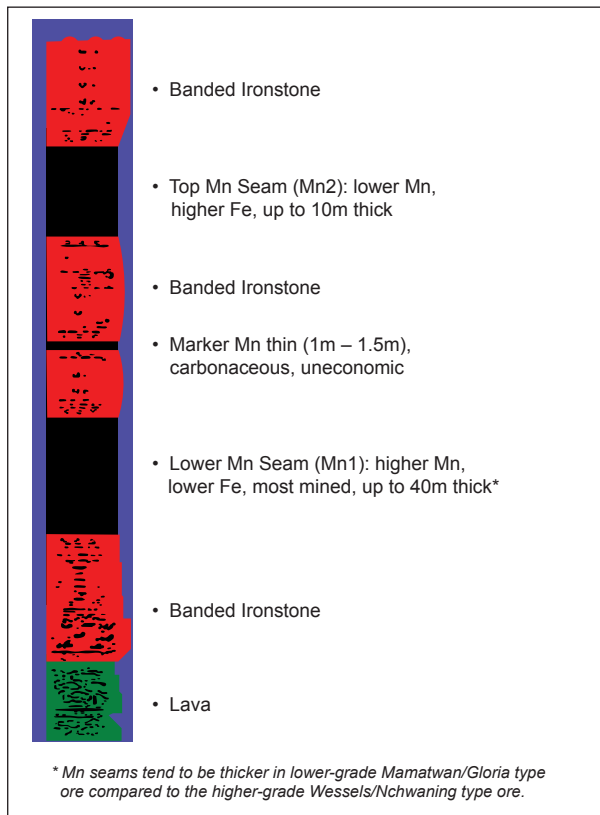 • Banded Ironstone
• Top Mn Seam (Mn2): lower Mn,
higher Fe, up to 10m thick
• Banded Ironstone
• Marker Mn thin (1m – 1.5m),
carbonaceous, uneconomic
• Lower Mn Seam (Mn1): higher Mn,
lower Fe, most mined, up to 40m thick*
• Banded Ironstone
• Lava
* Mn seams tend to be thicker in lower-grade Mamatwan/Gloria type
ore compared to the higher-grade Wessels/Nchwaning type ore.